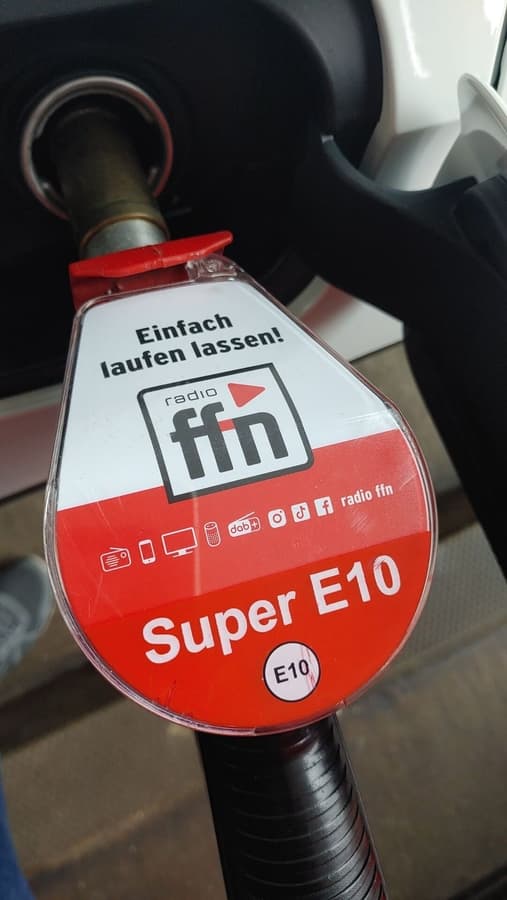 Einfach
laufen lassen!
radio
ffn
dab+ radio ffn
Super E10
E10